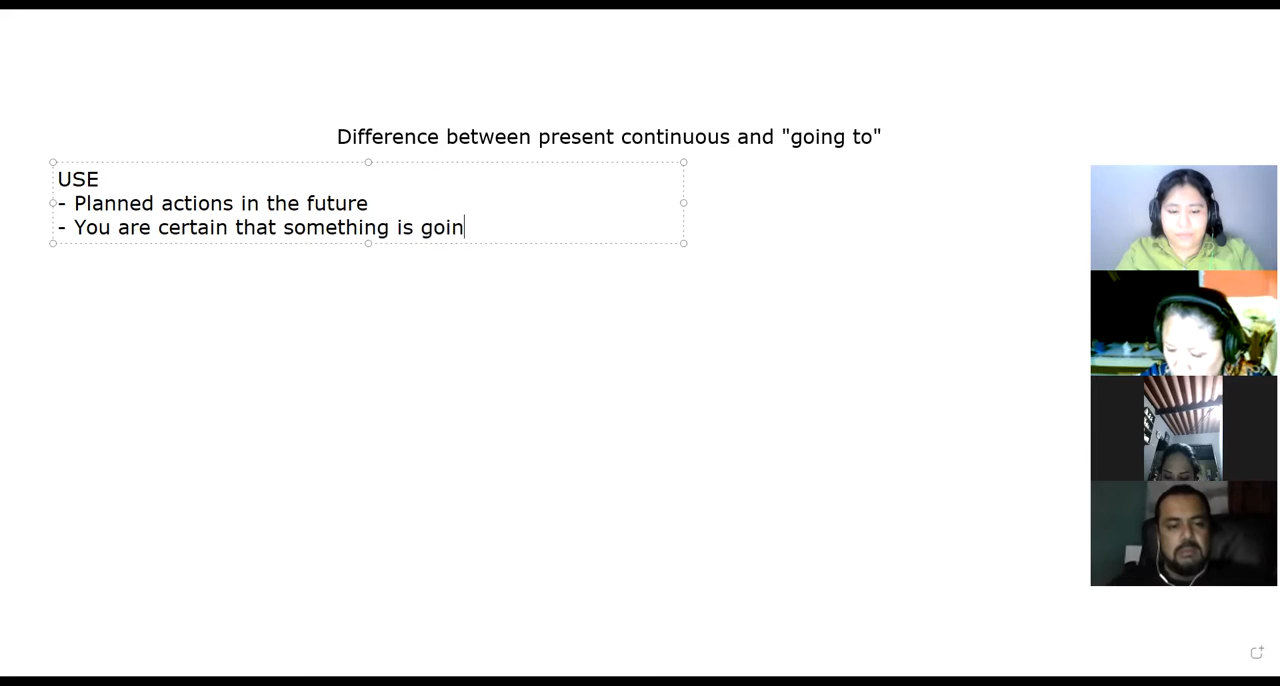 Difference between present continuous and "going to"
USE
- Planned actions in the future
- You are certain that something is goin